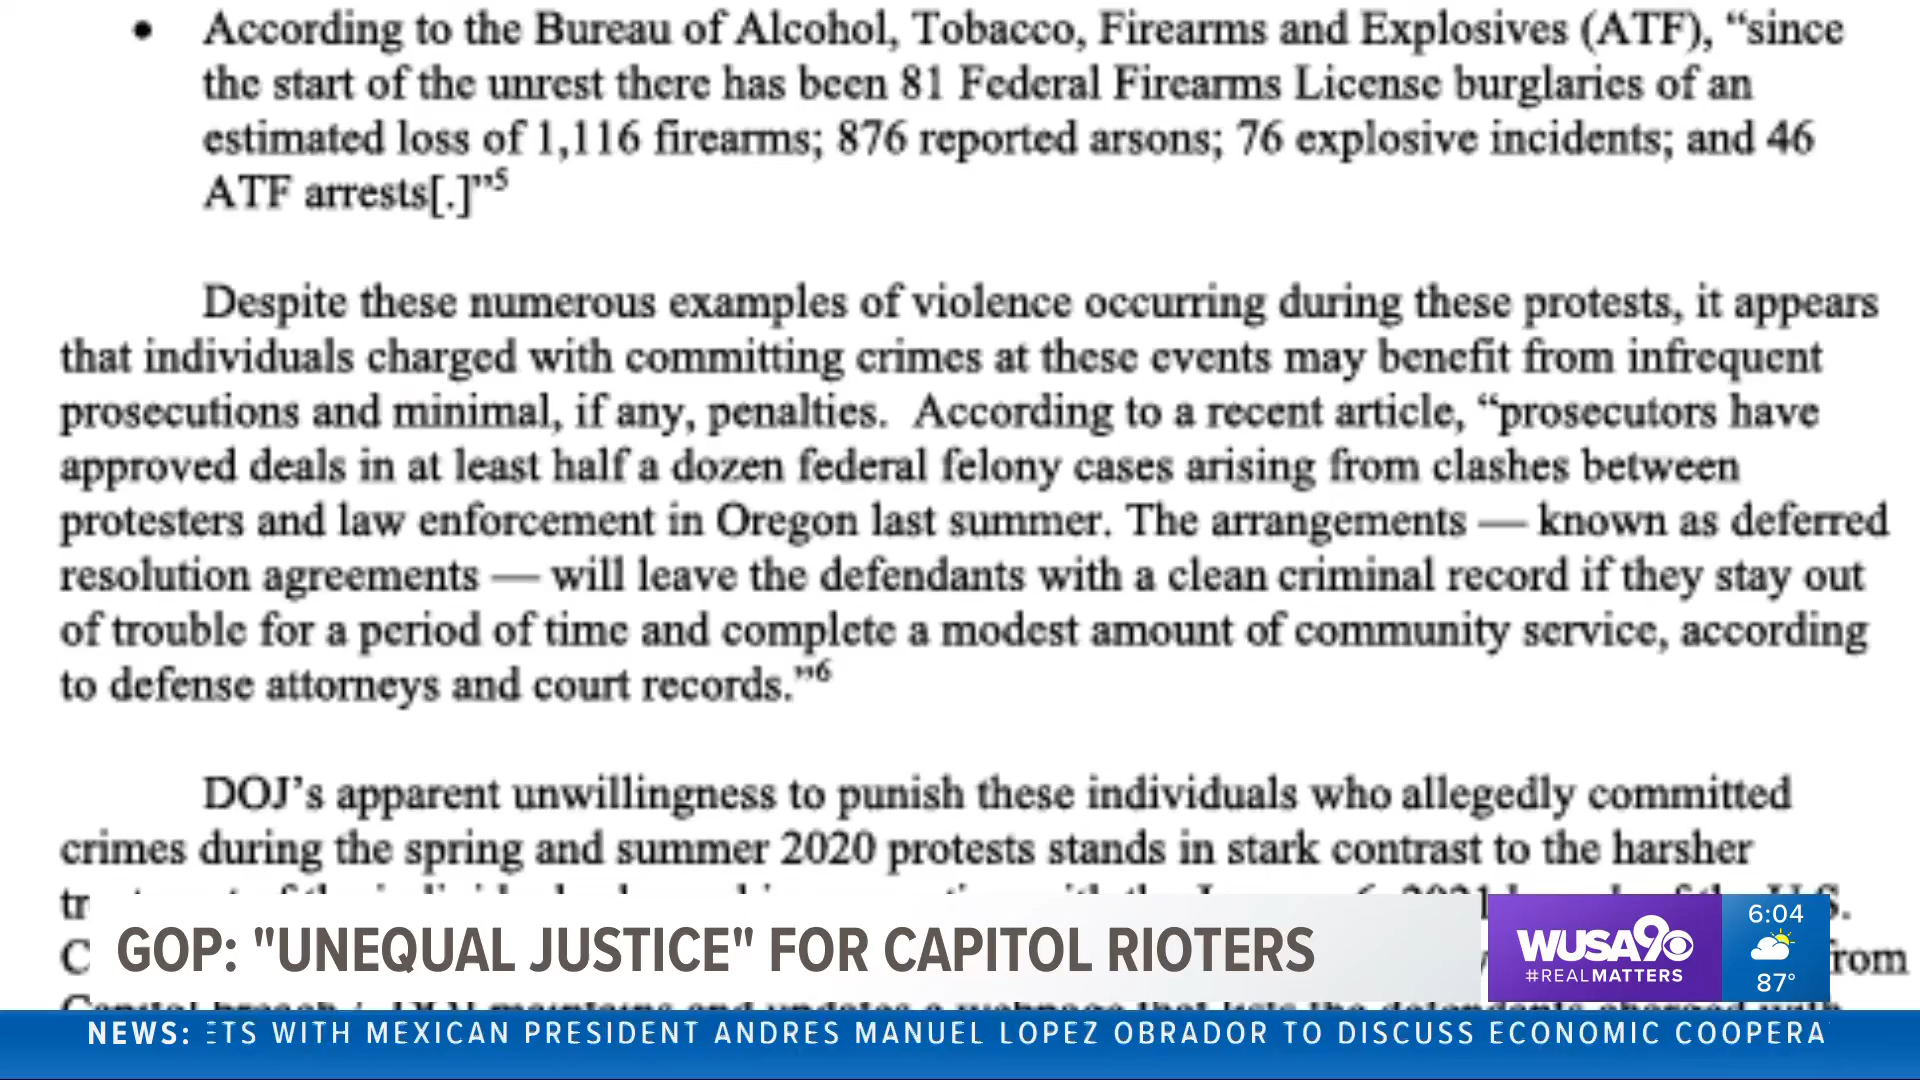 • According to the Bureau of Alcohol, Tobacco, Firearms and Explosives (ATF), “since
the start of the unrest there has been 81 Federal Firearms License burglaries of an
estimated loss of 1,116 firearms; 876 reported arsons; 76 explosive incidents; and 46
ATF arrests[.]”5
Despite these numerous examples of violence occurring during these protests, it appears
that individuals charged with committing crimes at these events may benefit from infrequent
prosecutions and minimal, if any, penalties. According to a recent article, “prosecutors have
approved deals in at least half a dozen federal felony cases arising from clashes between
protesters and law enforcement in Oregon last summer. The arrangements — known as deferred
resolution agreements — will leave the defendants with a clean criminal record if they stay out
of trouble for a period of time and complete a modest amount of community service, according
to defense attorneys and court records.”6
DOJ’s apparent unwillingness to punish these individuals who allegedly committed
crimes during the spring and summer 2020 protests stands in stark contrast to the harsher
GOP: "UNEQUAL JUSTICE" FOR CAPITOL RIOTERS
WUSA9
#REALMATTERS
6:04
87°
NEWS: ETS WITH MEXICAN PRESIDENT ANDRES MANUEL LOPEZ OBRADOR TO DISCUSS ECONOMIC COOPERA